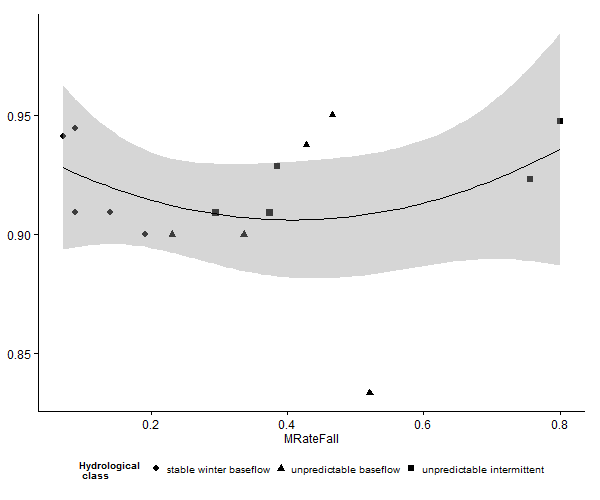 0.95
0.90
0.85
0.2 0.4 0.6 0.8
MRateFall
Hydrological
class
stable winter baseflow unpredictable baseflow unpredictable intermittent